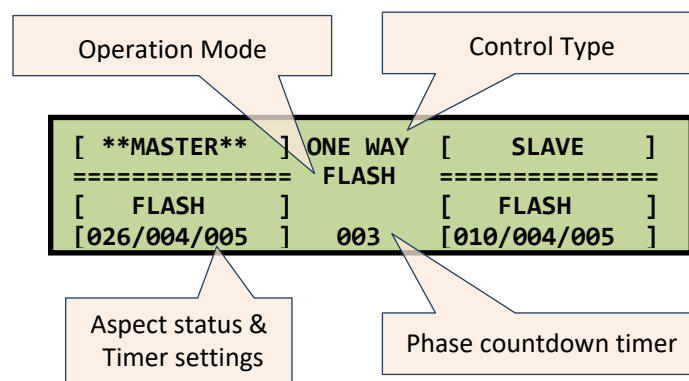 Operation Mode
Control Type
[ **MASTER** ] ONE WAY [ SLAVE ]
=============== FLASH ===============
[ FLASH ] [ FLASH ]
[026/004/005 ] 003 [010/004/005 ]
Aspect status &
Timer settings
Phase countdown timer